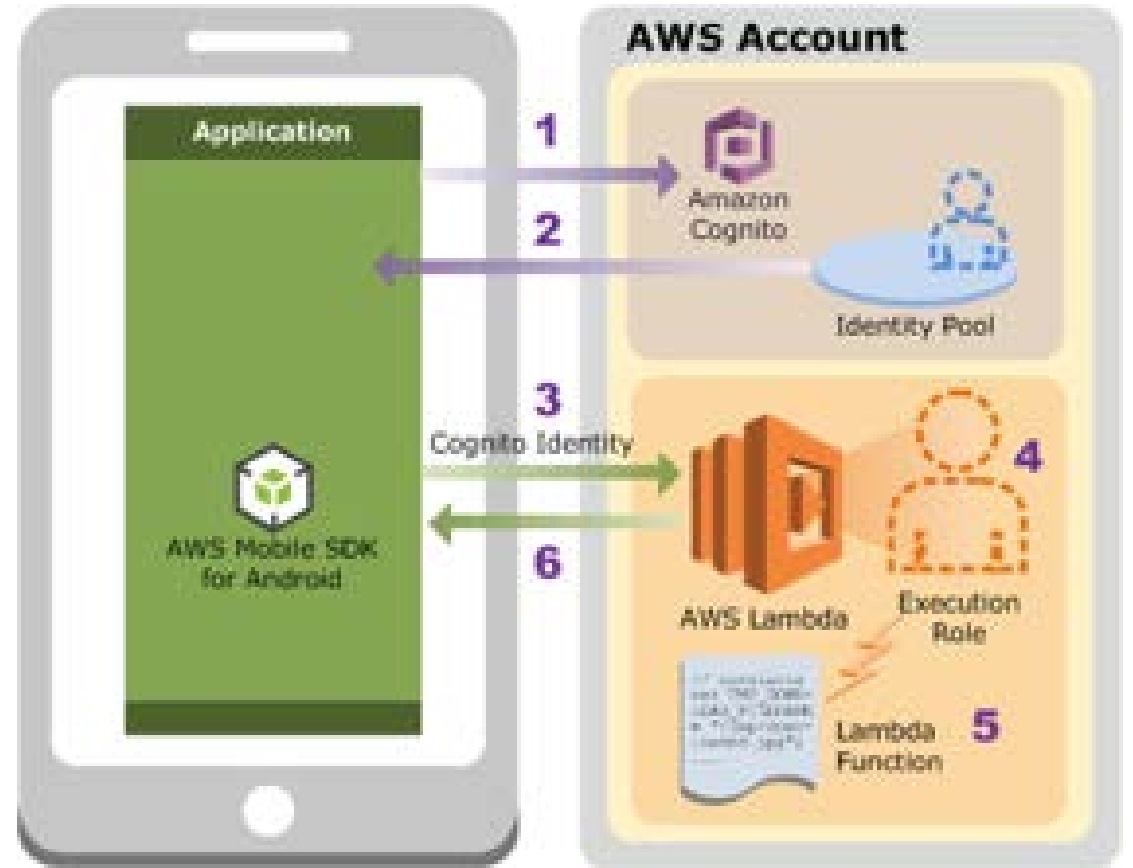 AWS Account
Application
1
Amazon
Cognito
2
Identity Pool
3
Cognito Identity
4
AWS Mobile SDK
for Android
6
AWS Lambda
Execution
Role
5
Lambda
Function